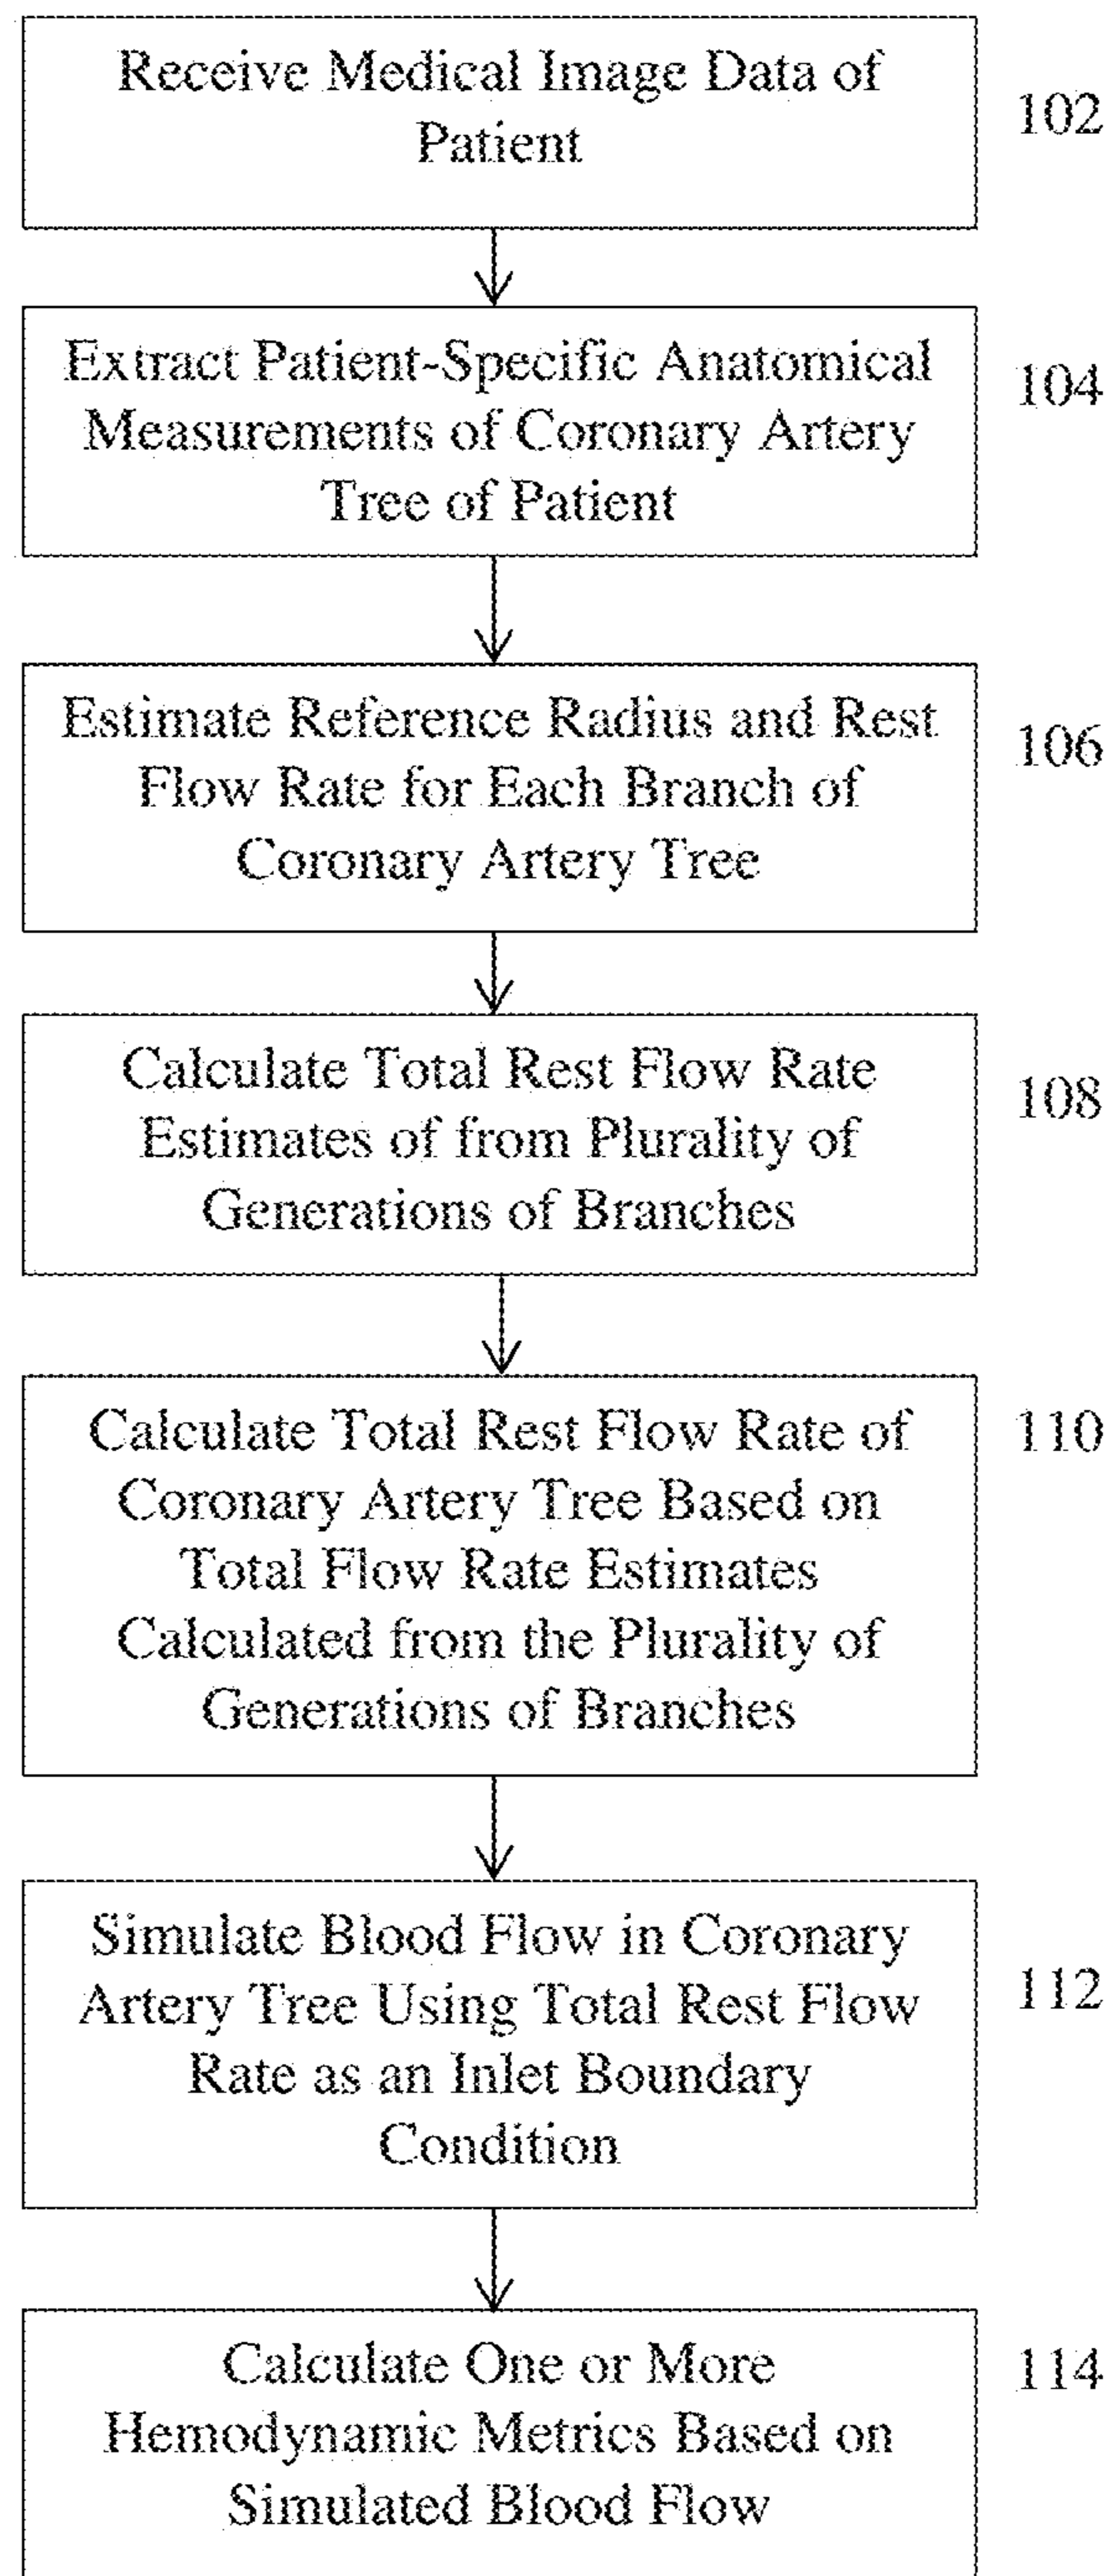 Receive Medical Image Data of
Patient
102
Extract Patient-Specific Anatomical
Measurements of Coronary Artery
Tree of Patient
104
Estimate Reference Radius and Rest
Flow Rate for Each Branch of
Coronary Artery Tree
106
Calculate Total Rest Flow Rate
Estimates of from Plurality of
Generations of Branches
108
Calculate Total Rest Flow Rate of
Coronary Artery Tree Based on
Total Flow Rate Estimates
Calculated from the Plurality of
Generations of Branches
110
Simulate Blood Flow in Coronary
Artery Tree Using Total Rest Flow
Rate as an Inlet Boundary
Condition
112
Calculate One or More
Hemodynamic Metrics Based on
Simulated Blood Flow
114